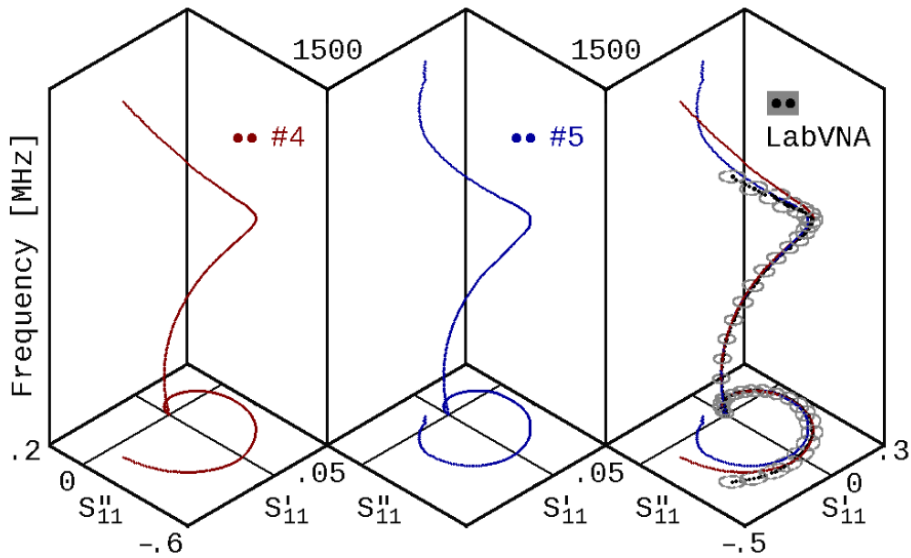 1500
1500
•• #4
•• #5
••
LabVNA
Frequency [MHz]
.2
0
S″11
−.6
S′11
.05
S″11
S′11
.05
S″11
−.5
S′11
0
.3